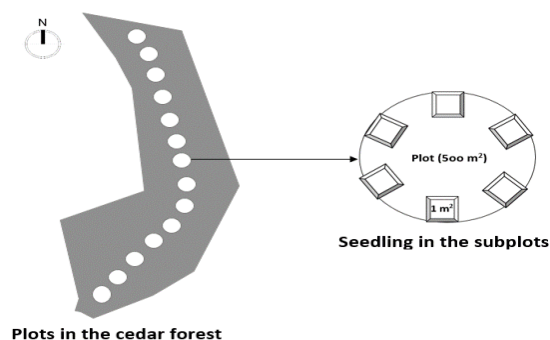 N
Plot (5oo m²)
1 m²
Seedling in the subplots
Plots in the cedar forest